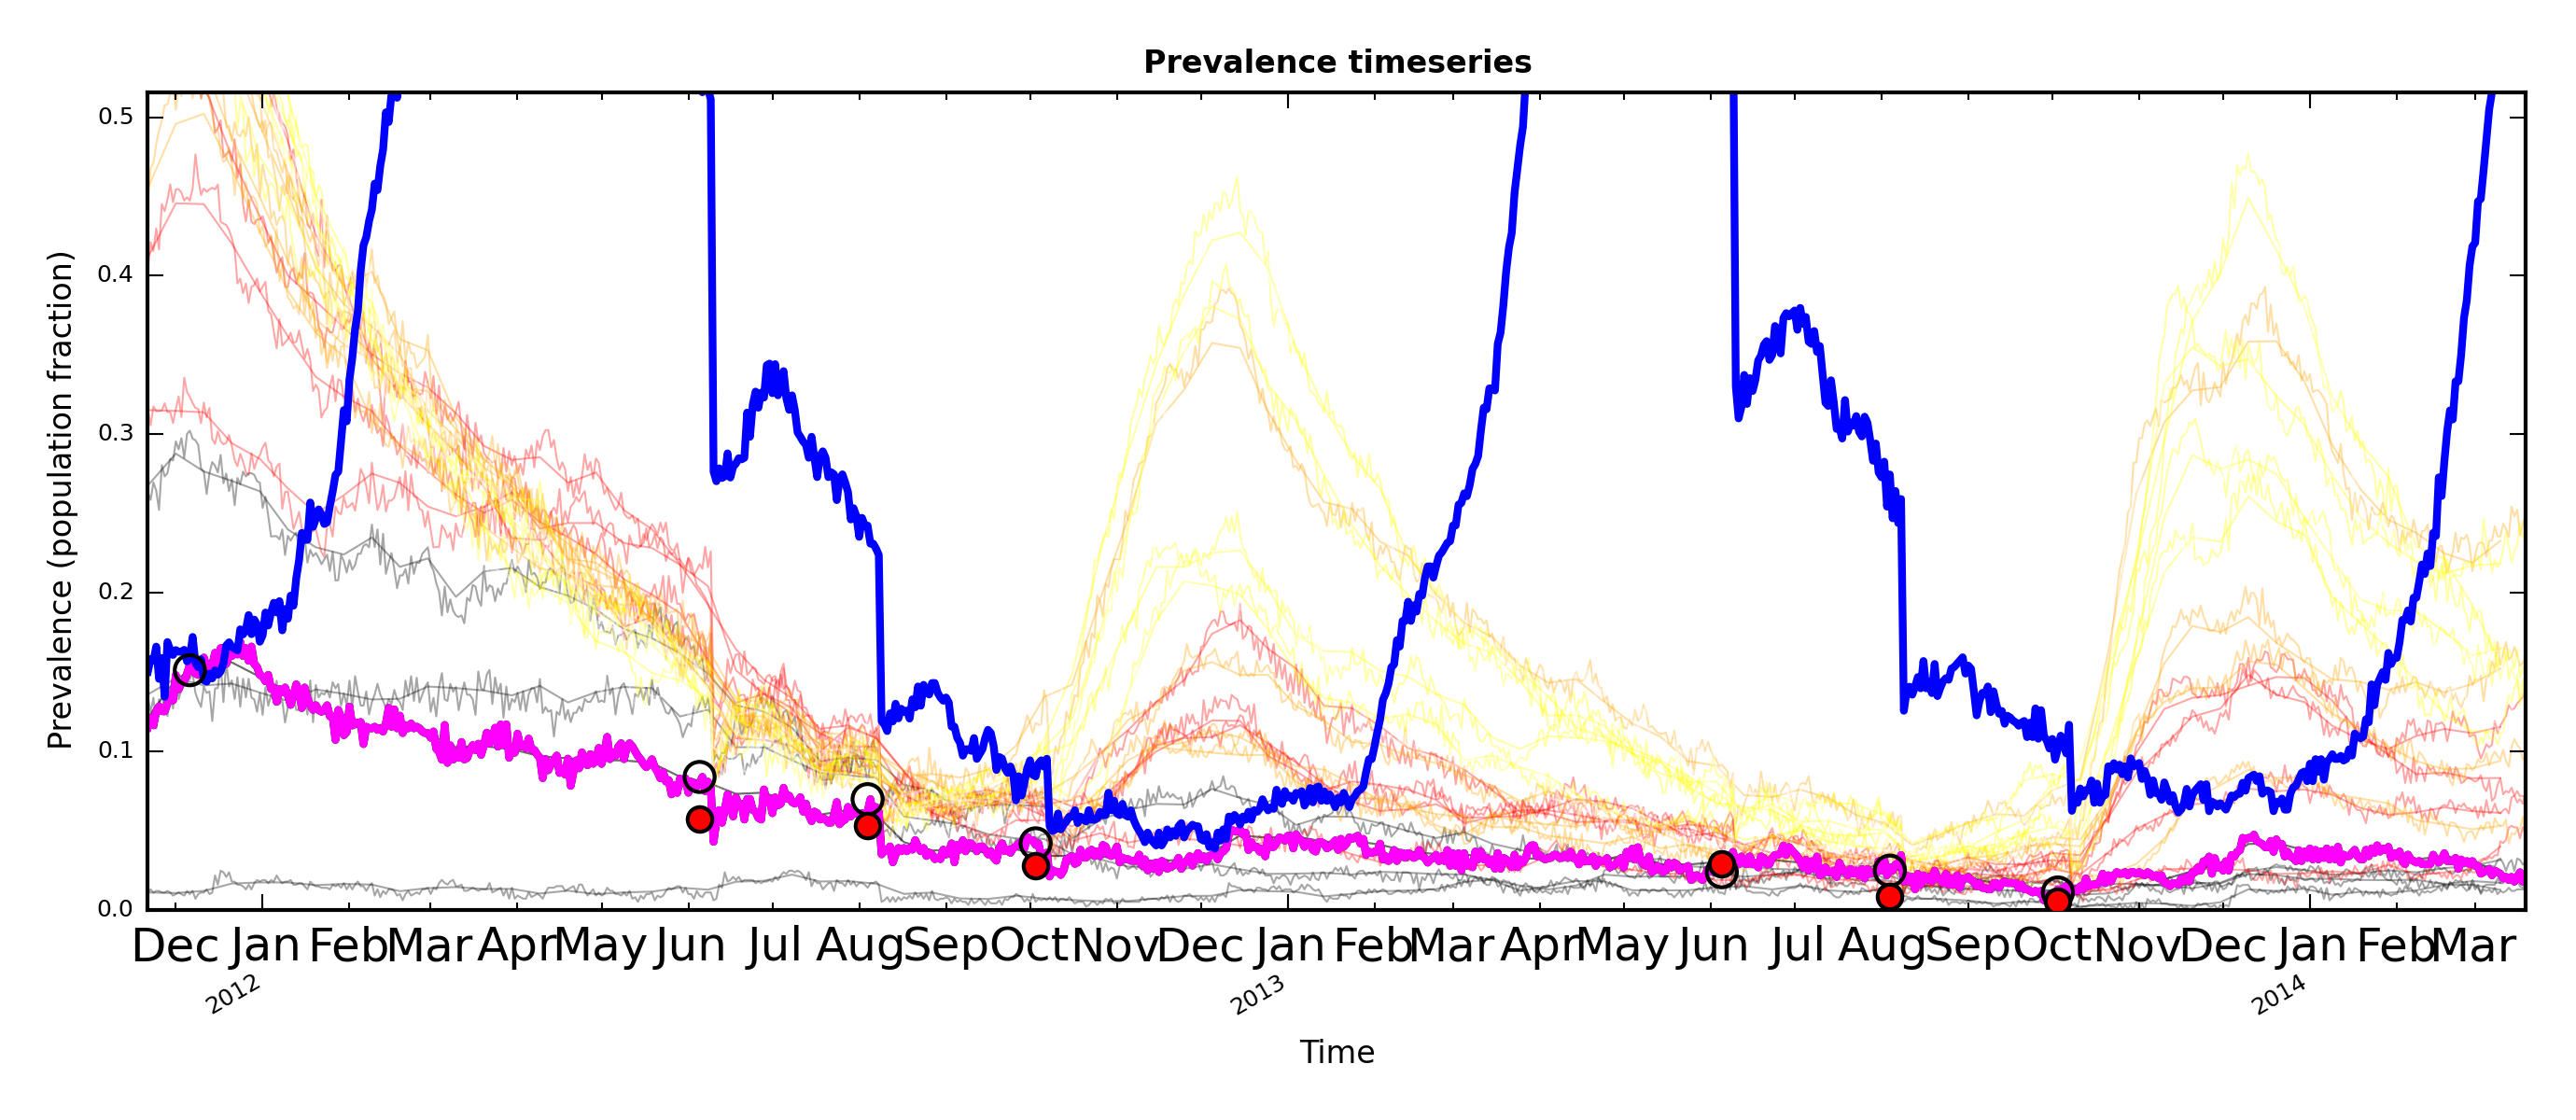 Prevalence timeseries
Prevalence (population fraction)
0.5
0.4
0.3
0.2
0.1
0.0
Dec Jan Feb Mar Apr May Jun Jul Aug Sep Oct Nov Dec Jan Feb Mar Apr May Jun Jul Aug Sep Oct Nov Dec Jan Feb Mar
2012 2013 2014
Time